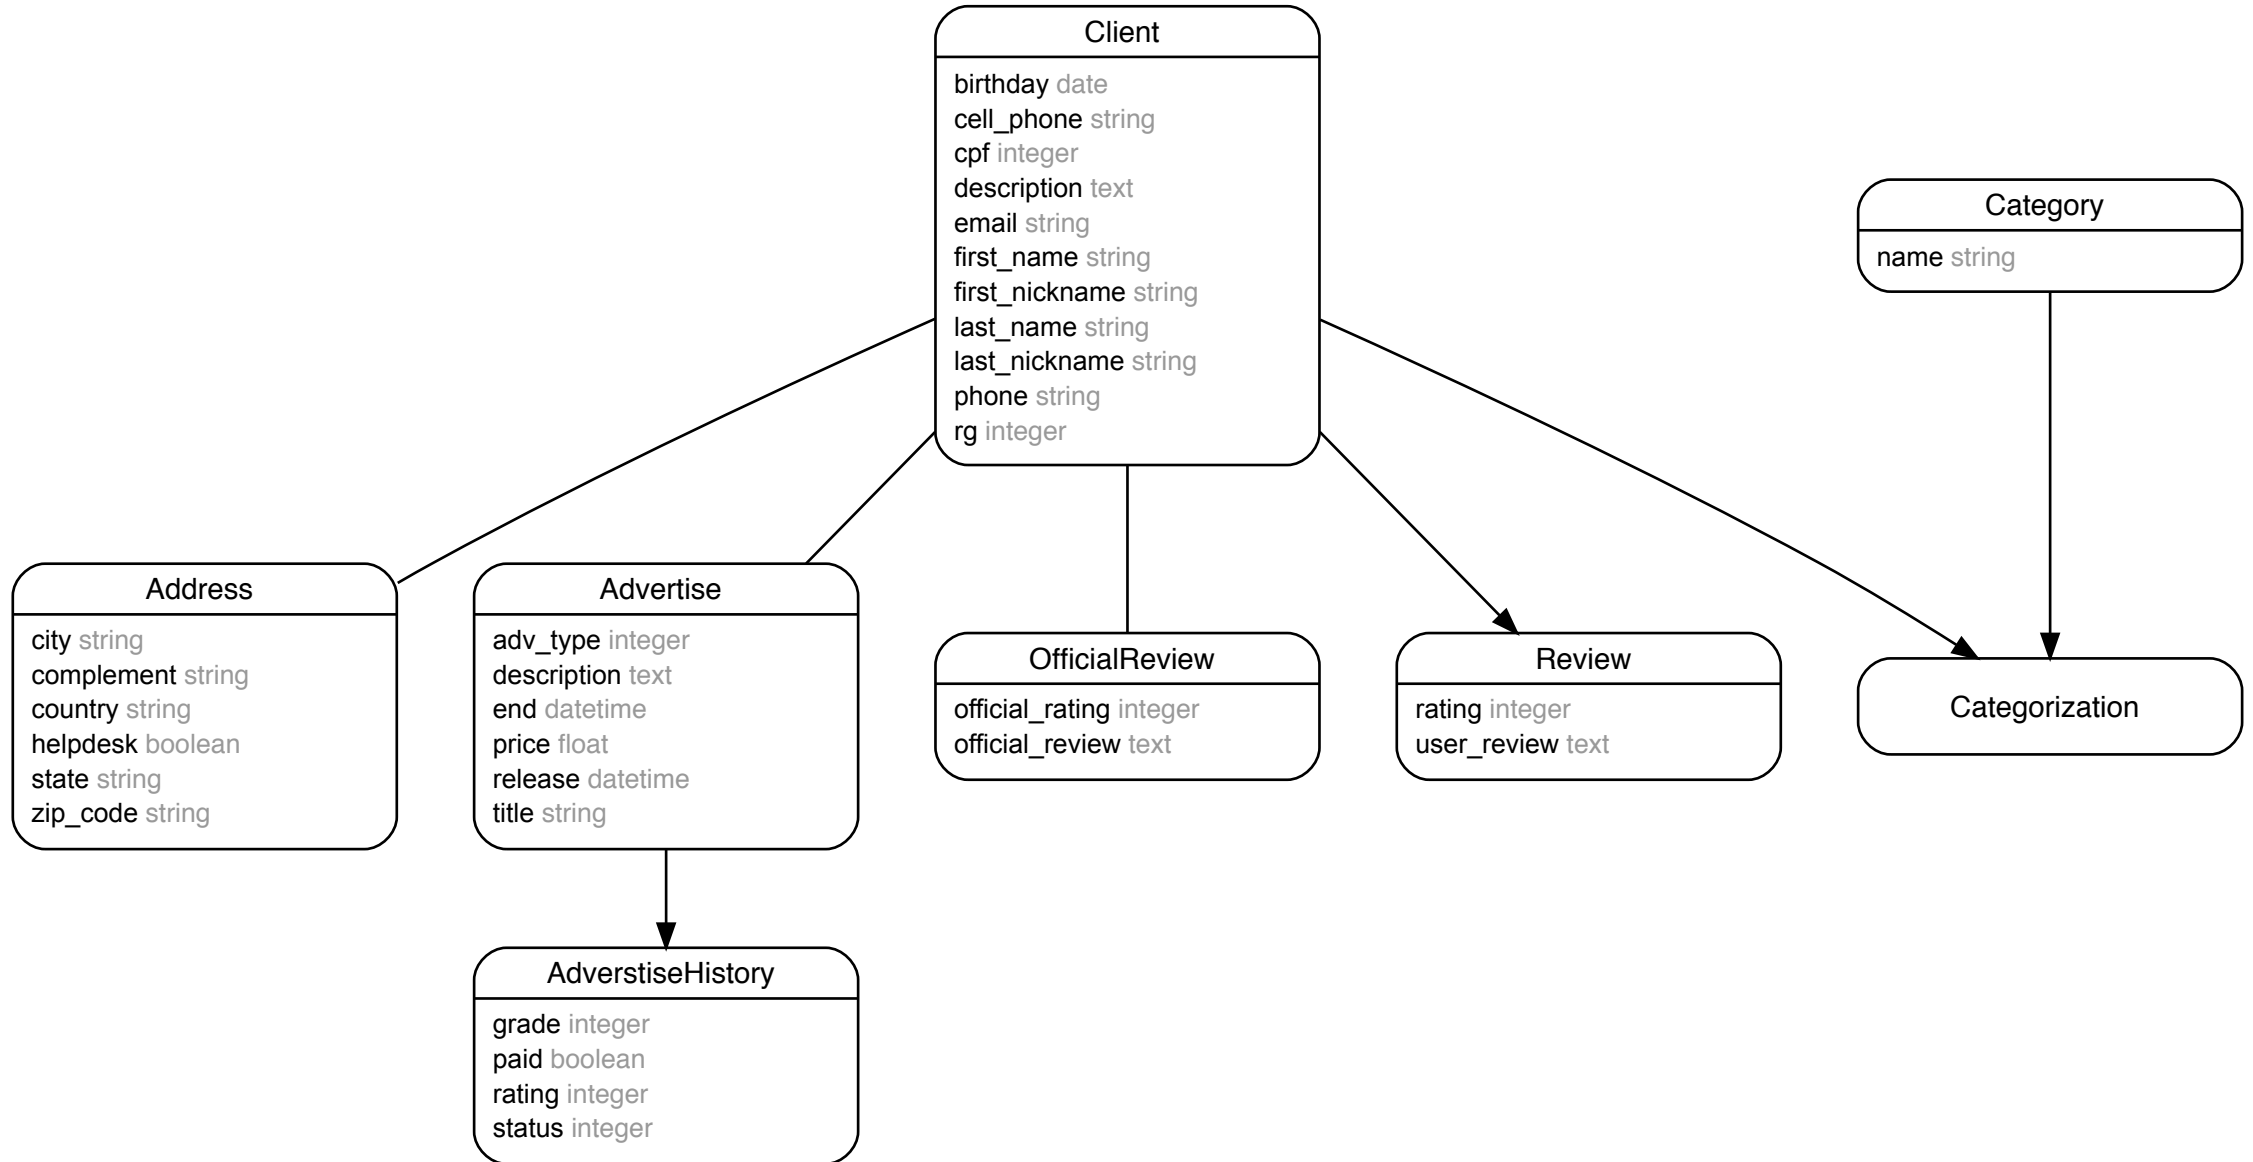 Client
birthday date
cell_phone string
cpf integer
description text
email string
first_name string
first_nickname string
last_name string
last_nickname string
phone string
rg integer
Category
name string
Address
city string
complement string
country string
helpdesk boolean
state string
zip_code string
Advertise
adv_type integer
description text
end datetime
price float
release datetime
title string
OfficialReview
official_rating integer
official_review text
Review
rating integer
user_review text
Categorization
AdverstiseHistory
grade integer
paid boolean
rating integer
status integer